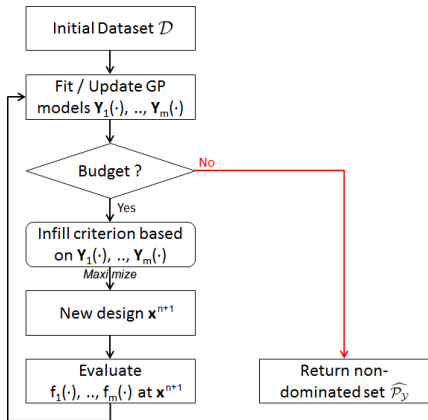 Initial Dataset 𝒟
Fit / Update GP
models Y₁(·), .., Yₘ(·)
Budget ?
No
Yes
Infill criterion based
on Y₁(·), .., Yₘ(·)
Maximize
New design xⁿ⁺¹
Evaluate
f₁(·), .., fₘ(·) at xⁿ⁺¹
Return non-
dominated set 𝒫̂_𝒴